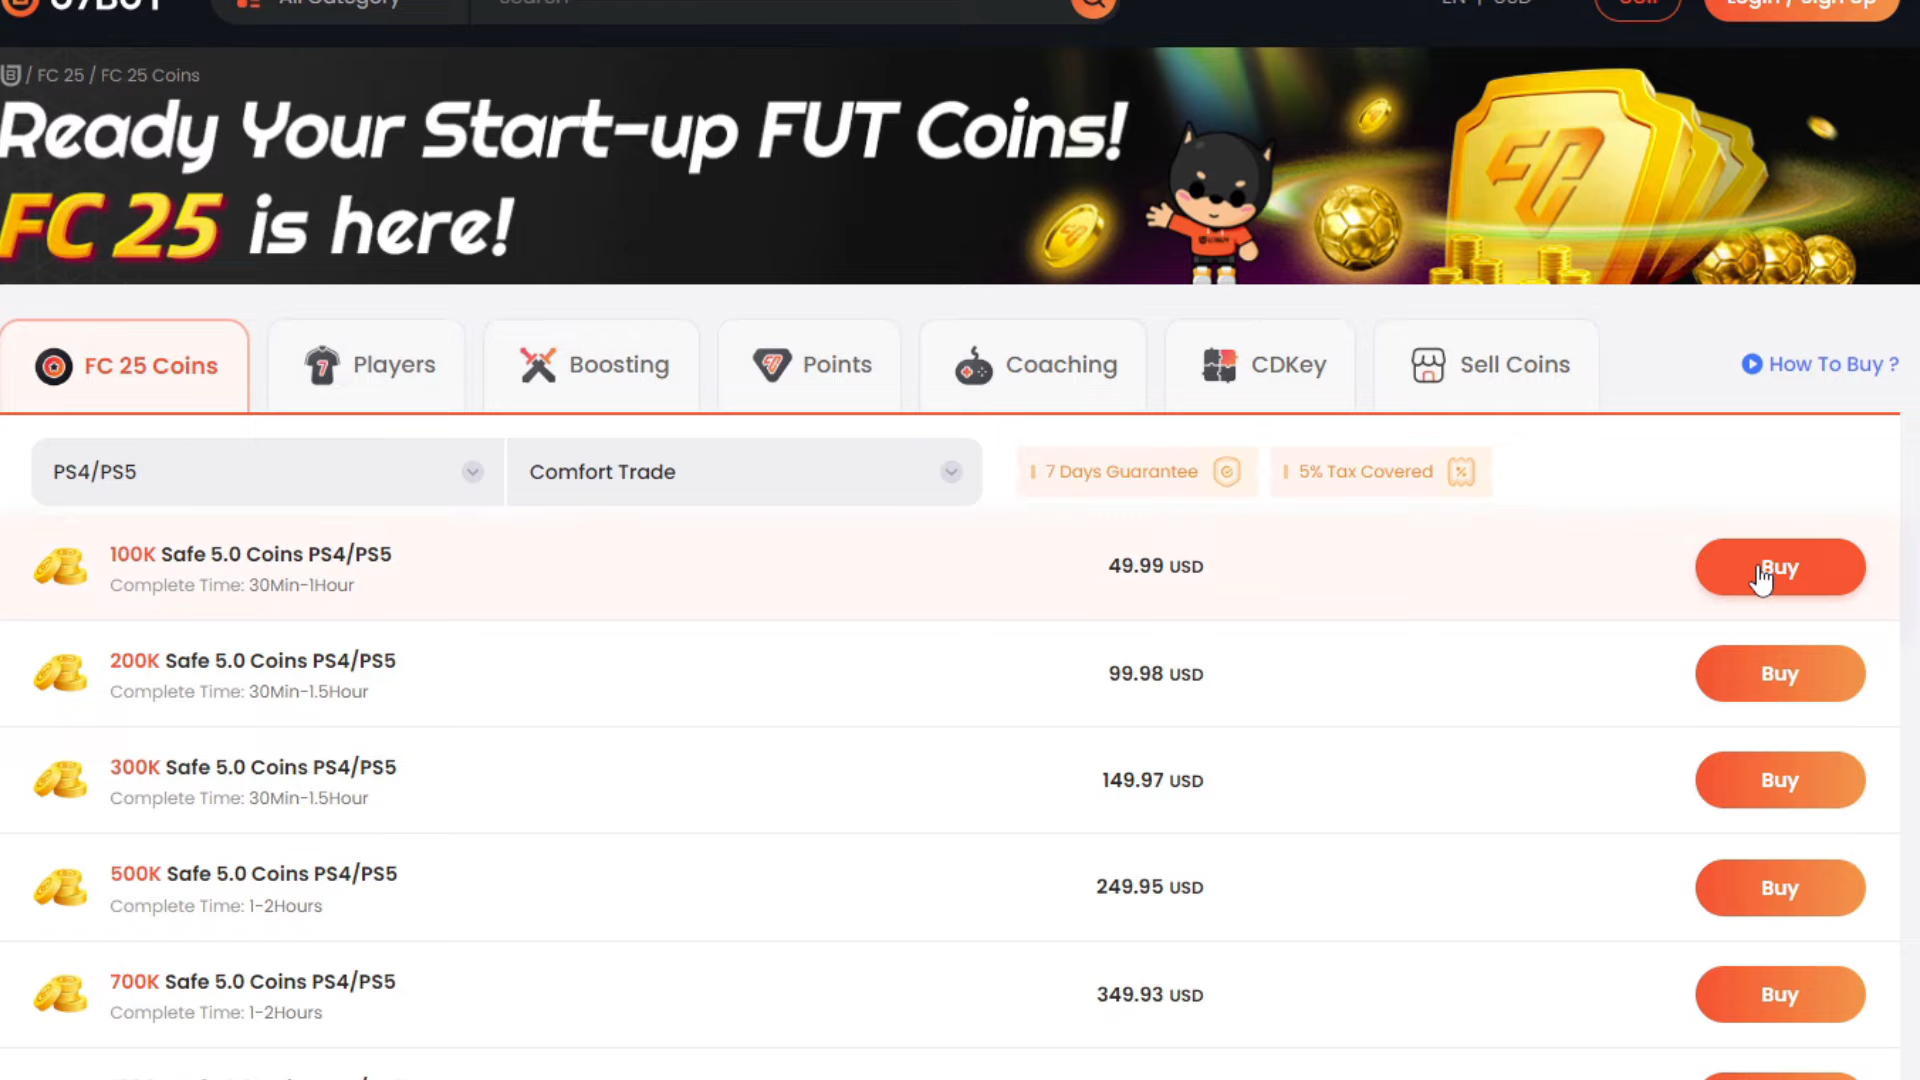 EN | USD
Login / Sign Up
/ FC 25 / FC 25 Coins
Ready Your Start-up FUT Coins!
FC 25 is here!
FC 25 Coins
Players
Boosting
Points
Coaching
CDKey
Sell Coins
How To Buy ?
PS4/PS5
Comfort Trade
7 Days Guarantee
5% Tax Covered
100K Safe 5.0 Coins PS4/PS5
Complete Time: 30Min-1Hour
49.99 USD
Buy
200K Safe 5.0 Coins PS4/PS5
Complete Time: 30Min-1.5Hour
99.98 USD
Buy
300K Safe 5.0 Coins PS4/PS5
Complete Time: 30Min-1.5Hour
149.97 USD
Buy
500K Safe 5.0 Coins PS4/PS5
Complete Time: 1-2Hours
249.95 USD
Buy
700K Safe 5.0 Coins PS4/PS5
Complete Time: 1-2Hours
349.93 USD
Buy